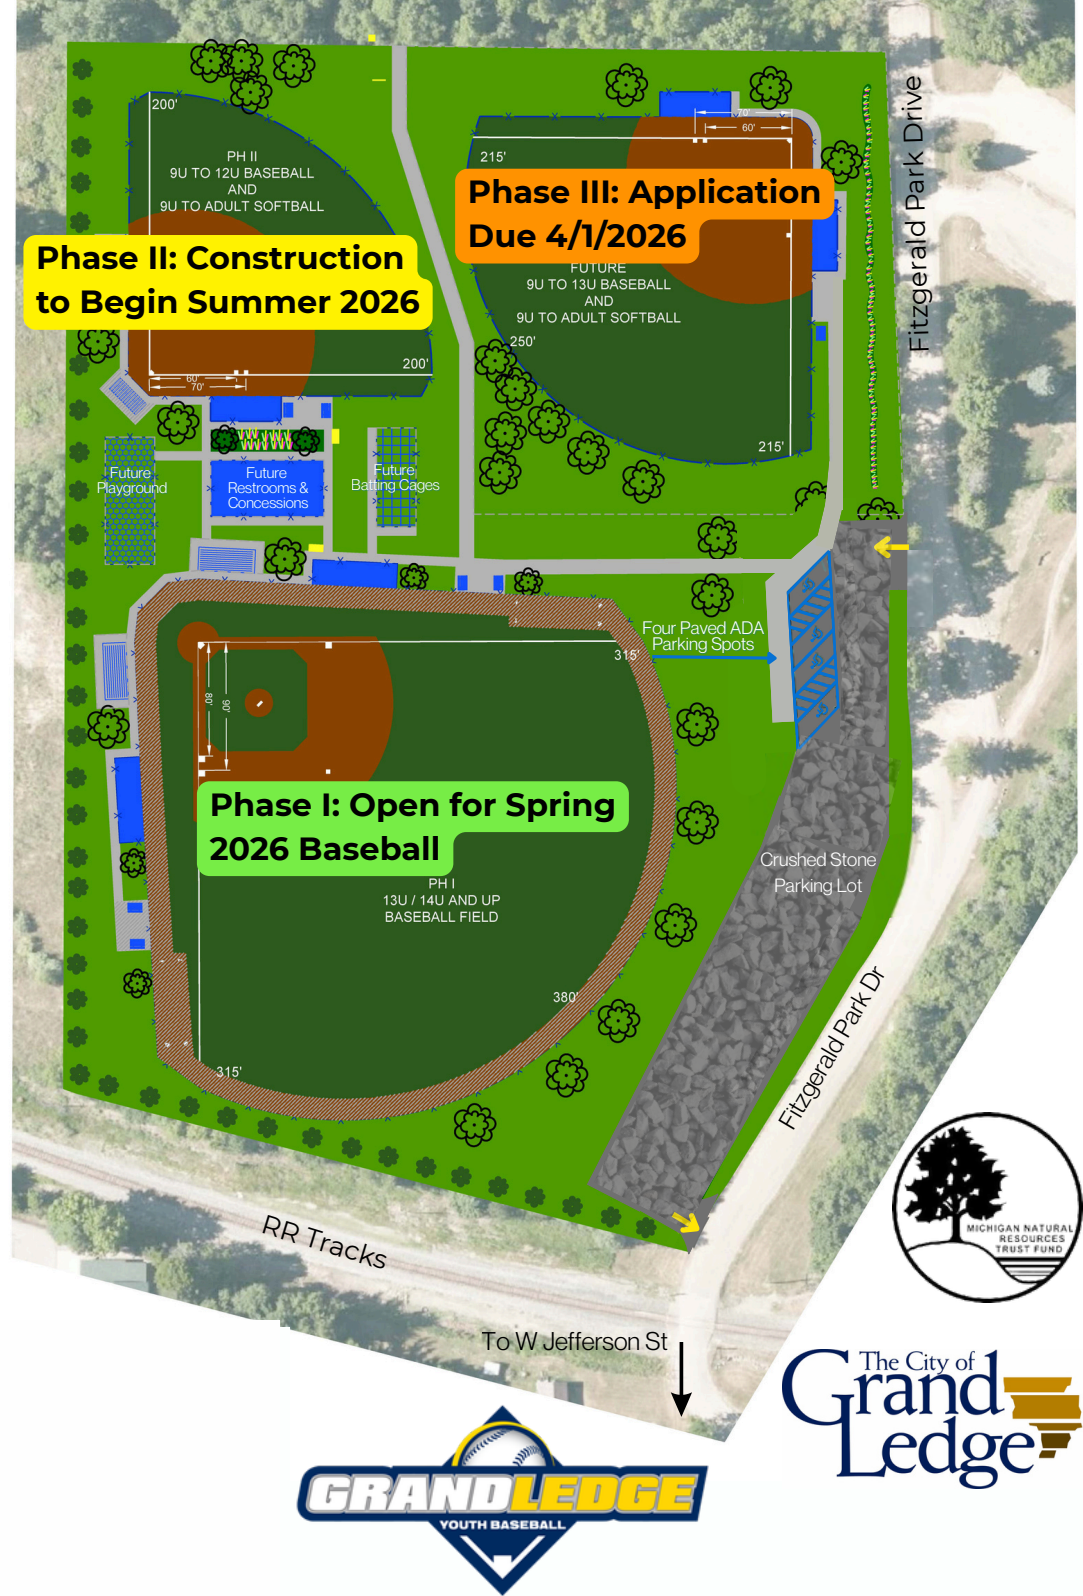 200'
PH II
9U TO 12U BASEBALL
AND
9U TO ADULT SOFTBALL
Phase II: Construction
to Begin Summer 2026
200'
60'
70'
70'
60'
215'
Phase III: Application
Due 4/1/2026
FUTURE
9U TO 13U BASEBALL
AND
9U TO ADULT SOFTBALL
250'
215'
Fitzgerald Park Drive
Future
Playground
Future
Restrooms &
Concessions
Future
Batting Cages
Four Paved ADA
Parking Spots
315'
80'
90'
Phase I: Open for Spring
2026 Baseball
PH I
13U / 14U AND UP
BASEBALL FIELD
380'
315'
Crushed Stone
Parking Lot
Fitzgerald Park Dr
RR Tracks
To W Jefferson St
MICHIGAN NATURAL
RESOURCES
TRUST FUND
The City of
Grand
Ledge
GRANDLEDGE
YOUTH BASEBALL